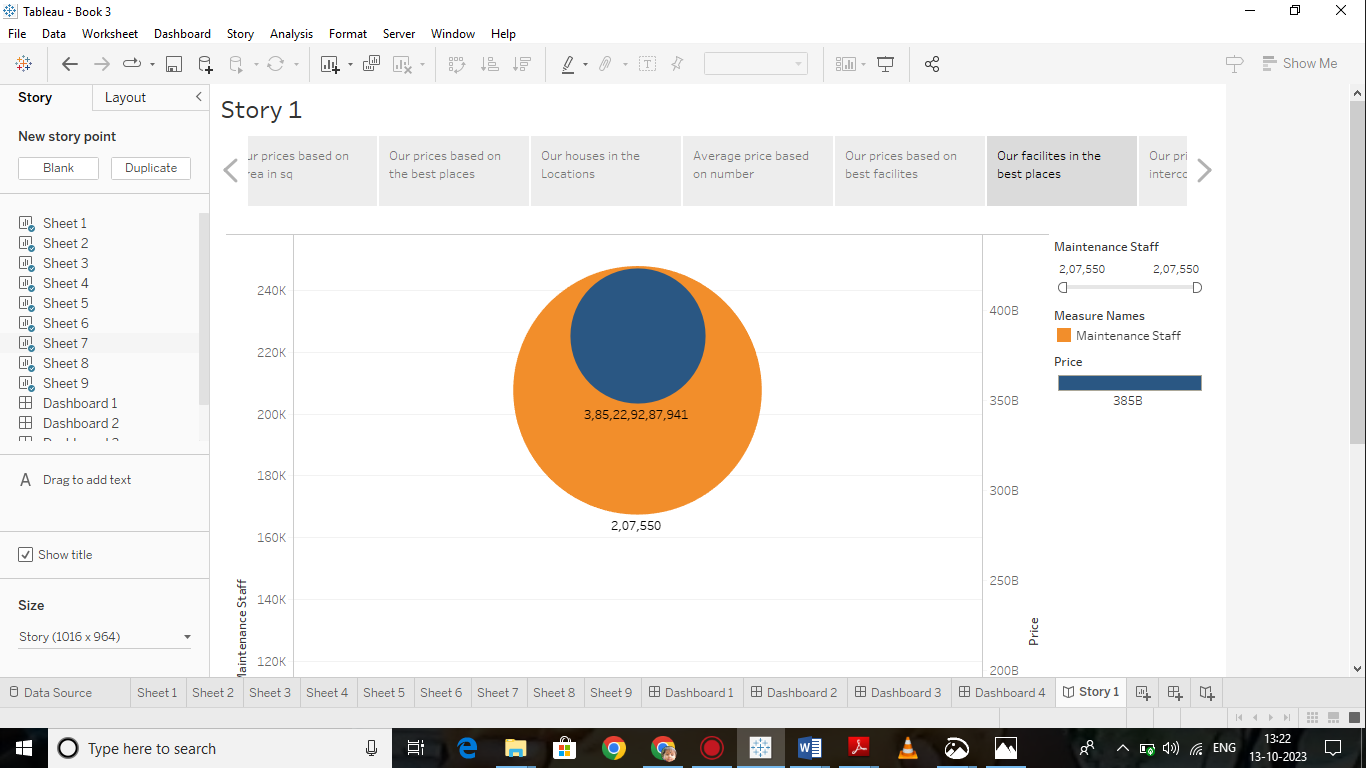 Tableau - Book 3
File Data Worksheet Dashboard Story Analysis Format Server Window Help
Show Me
Story Layout
New story point
Blank Duplicate
Sheet 1
Sheet 2
Sheet 3
Sheet 4
Sheet 5
Sheet 6
Sheet 7
Sheet 8
Sheet 9
Dashboard 1
Dashboard 2
A Drag to add text
Show title
Size
Story (1016 x 964)
Story 1
ur prices based on
rea in sq
Our prices based on
the best places
Our houses in the
Locations
Average price based
on number
Our prices based on
best facilites
Our facilites in the
best places
Our pri
interco
240K
220K
200K
180K
160K
140K
120K
Maintenance Staff
3,85,22,92,87,941
2,07,550
400B
350B
300B
250B
200B
Price
Maintenance Staff
2,07,550 2,07,550
Measure Names
Maintenance Staff
Price
385B
Data Source Sheet 1 Sheet 2 Sheet 3 Sheet 4 Sheet 5 Sheet 6 Sheet 7 Sheet 8 Sheet 9 Dashboard 1 Dashboard 2 Dashboard 3 Dashboard 4 Story 1
Type here to search
ENG
13:22
13-10-2023